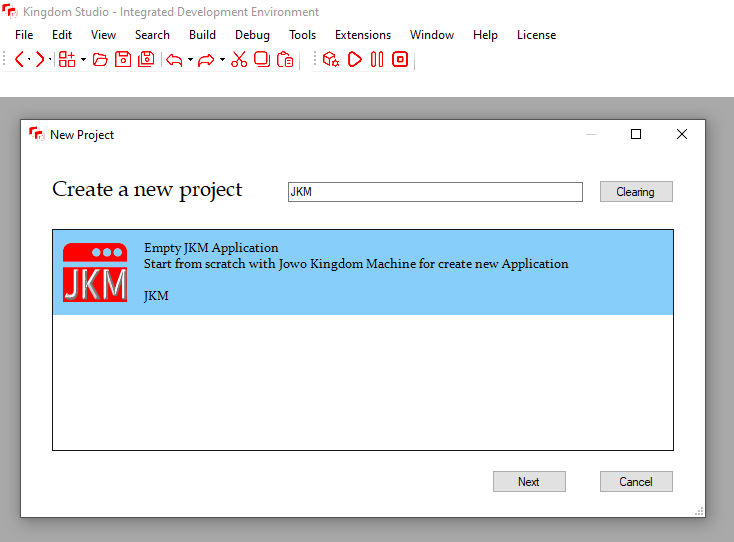 Kingdom Studio - Integrated Development Environment
File Edit View Search Build Debug Tools Extensions Window Help License
New Project
Create a new project JKM Clearing
Empty JKM Application
Start from scratch with Jowo Kingdom Machine for create new Application
JKM
JKM
Next Cancel